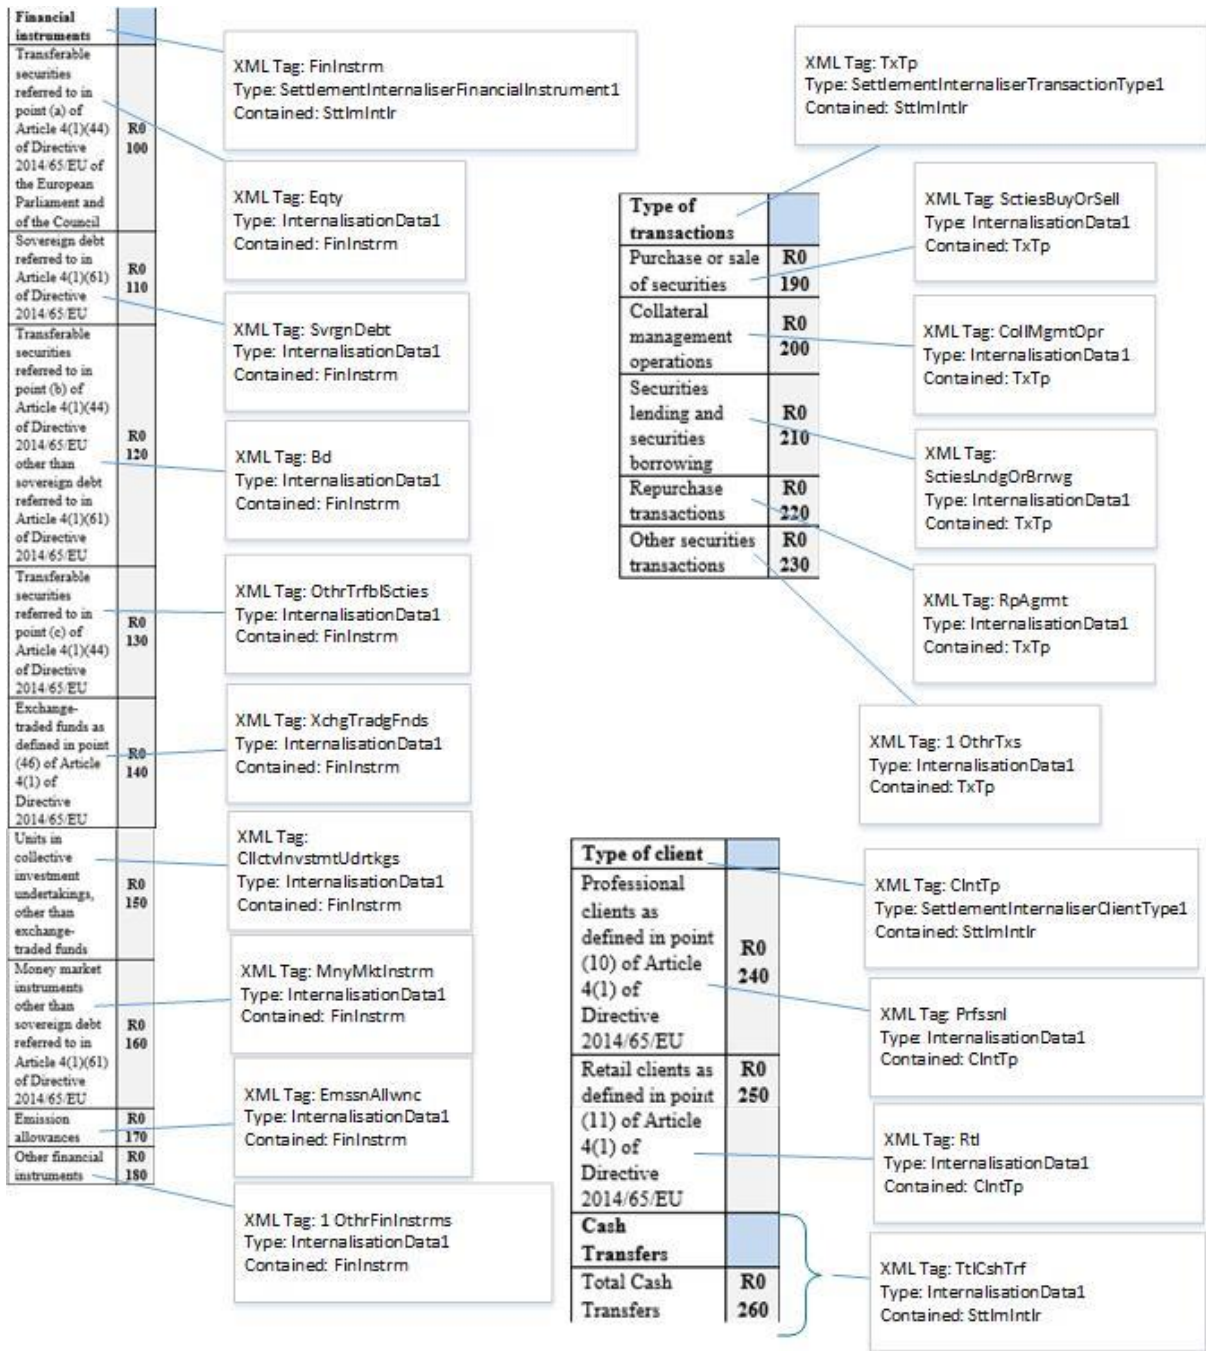 Financial
instruments
Transferable
securities
referred to in
point (a) of
Article 4(1)(44)
of Directive
2014/65/EU of
the European
Parliament and
of the Council
R0
100
Sovereign debt
referred to in
Article 4(1)(61)
of Directive
2014/65/EU
R0
110
Transferable
securities
referred to in
point (b) of
Article 4(1)(44)
of Directive
2014/65/EU
other than
sovereign debt
referred to in
Article 4(1)(61)
of Directive
2014/65/EU
R0
120
Transferable
securities
referred to in
point (c) of
Article 4(1)(44)
of Directive
2014/65/EU
R0
130
Exchange-
traded funds as
defined in point
(46) of Article
4(1) of
Directive
2014/65/EU
R0
140
Units in
collective
investment
undertakings,
other than
exchange-
traded funds
R0
150
Money market
instruments
other than
sovereign debt
referred to in
Article 4(1)(61)
of Directive
2014/65/EU
R0
160
Emission
allowances
R0
170
Other financial
instruments
R0
180
XML Tag: FinInstrm
Type: SettlementInternaliserFinancialInstrument1
Contained: SttlmIntlr
XML Tag: Eqty
Type: InternalisationData1
Contained: FinInstrm
XML Tag: SvrgnDebt
Type: InternalisationData1
Contained: FinInstrm
XML Tag: Bd
Type: InternalisationData1
Contained: FinInstrm
XML Tag: OthrTrfblScties
Type: InternalisationData1
Contained: FinInstrm
XML Tag: XchgTradgFnds
Type: InternalisationData1
Contained: FinInstrm
XML Tag:
CllctvInvstmtUdrtkgs
Type: InternalisationData1
Contained: FinInstrm
XML Tag: MnyMktInstrm
Type: InternalisationData1
Contained: FinInstrm
XML Tag: EmssnAllwnc
Type: InternalisationData1
Contained: FinInstrm
XML Tag: 1 OthrFinInstrms
Type: InternalisationData1
Contained: FinInstrm
XML Tag: TxTp
Type: SettlementInternaliserTransactionType1
Contained: SttlmIntlr
Type of
transactions
Purchase or sale
of securities
R0
190
Collateral
management
operations
R0
200
Securities
lending and
securities
borrowing
R0
210
Repurchase
transactions
R0
220
Other securities
transactions
R0
230
XML Tag: SctiesBuyOrSell
Type: InternalisationData1
Contained: TxTp
XML Tag: CollMgmtOpr
Type: InternalisationData1
Contained: TxTp
XML Tag:
SctiesLndgOrBrrwg
Type: InternalisationData1
Contained: TxTp
XML Tag: RpAgrmt
Type: InternalisationData1
Contained: TxTp
XML Tag: 1 OthrTxs
Type: InternalisationData1
Contained: TxTp
Type of client
Professional
clients as
defined in point
(10) of Article
4(1) of
Directive
2014/65/EU
R0
240
Retail clients as
defined in point
(11) of Article
4(1) of
Directive
2014/65/EU
R0
250
Cash
Transfers
Total Cash
Transfers
R0
260
XML Tag: ClntTp
Type: SettlementInternaliserClientType1
Contained: SttlmIntlr
XML Tag: Prfssnl
Type: InternalisationData1
Contained: ClntTp
XML Tag: Rtl
Type: InternalisationData1
Contained: ClntTp
XML Tag: TtlCshTrf
Type: InternalisationData1
Contained: SttlmIntlr